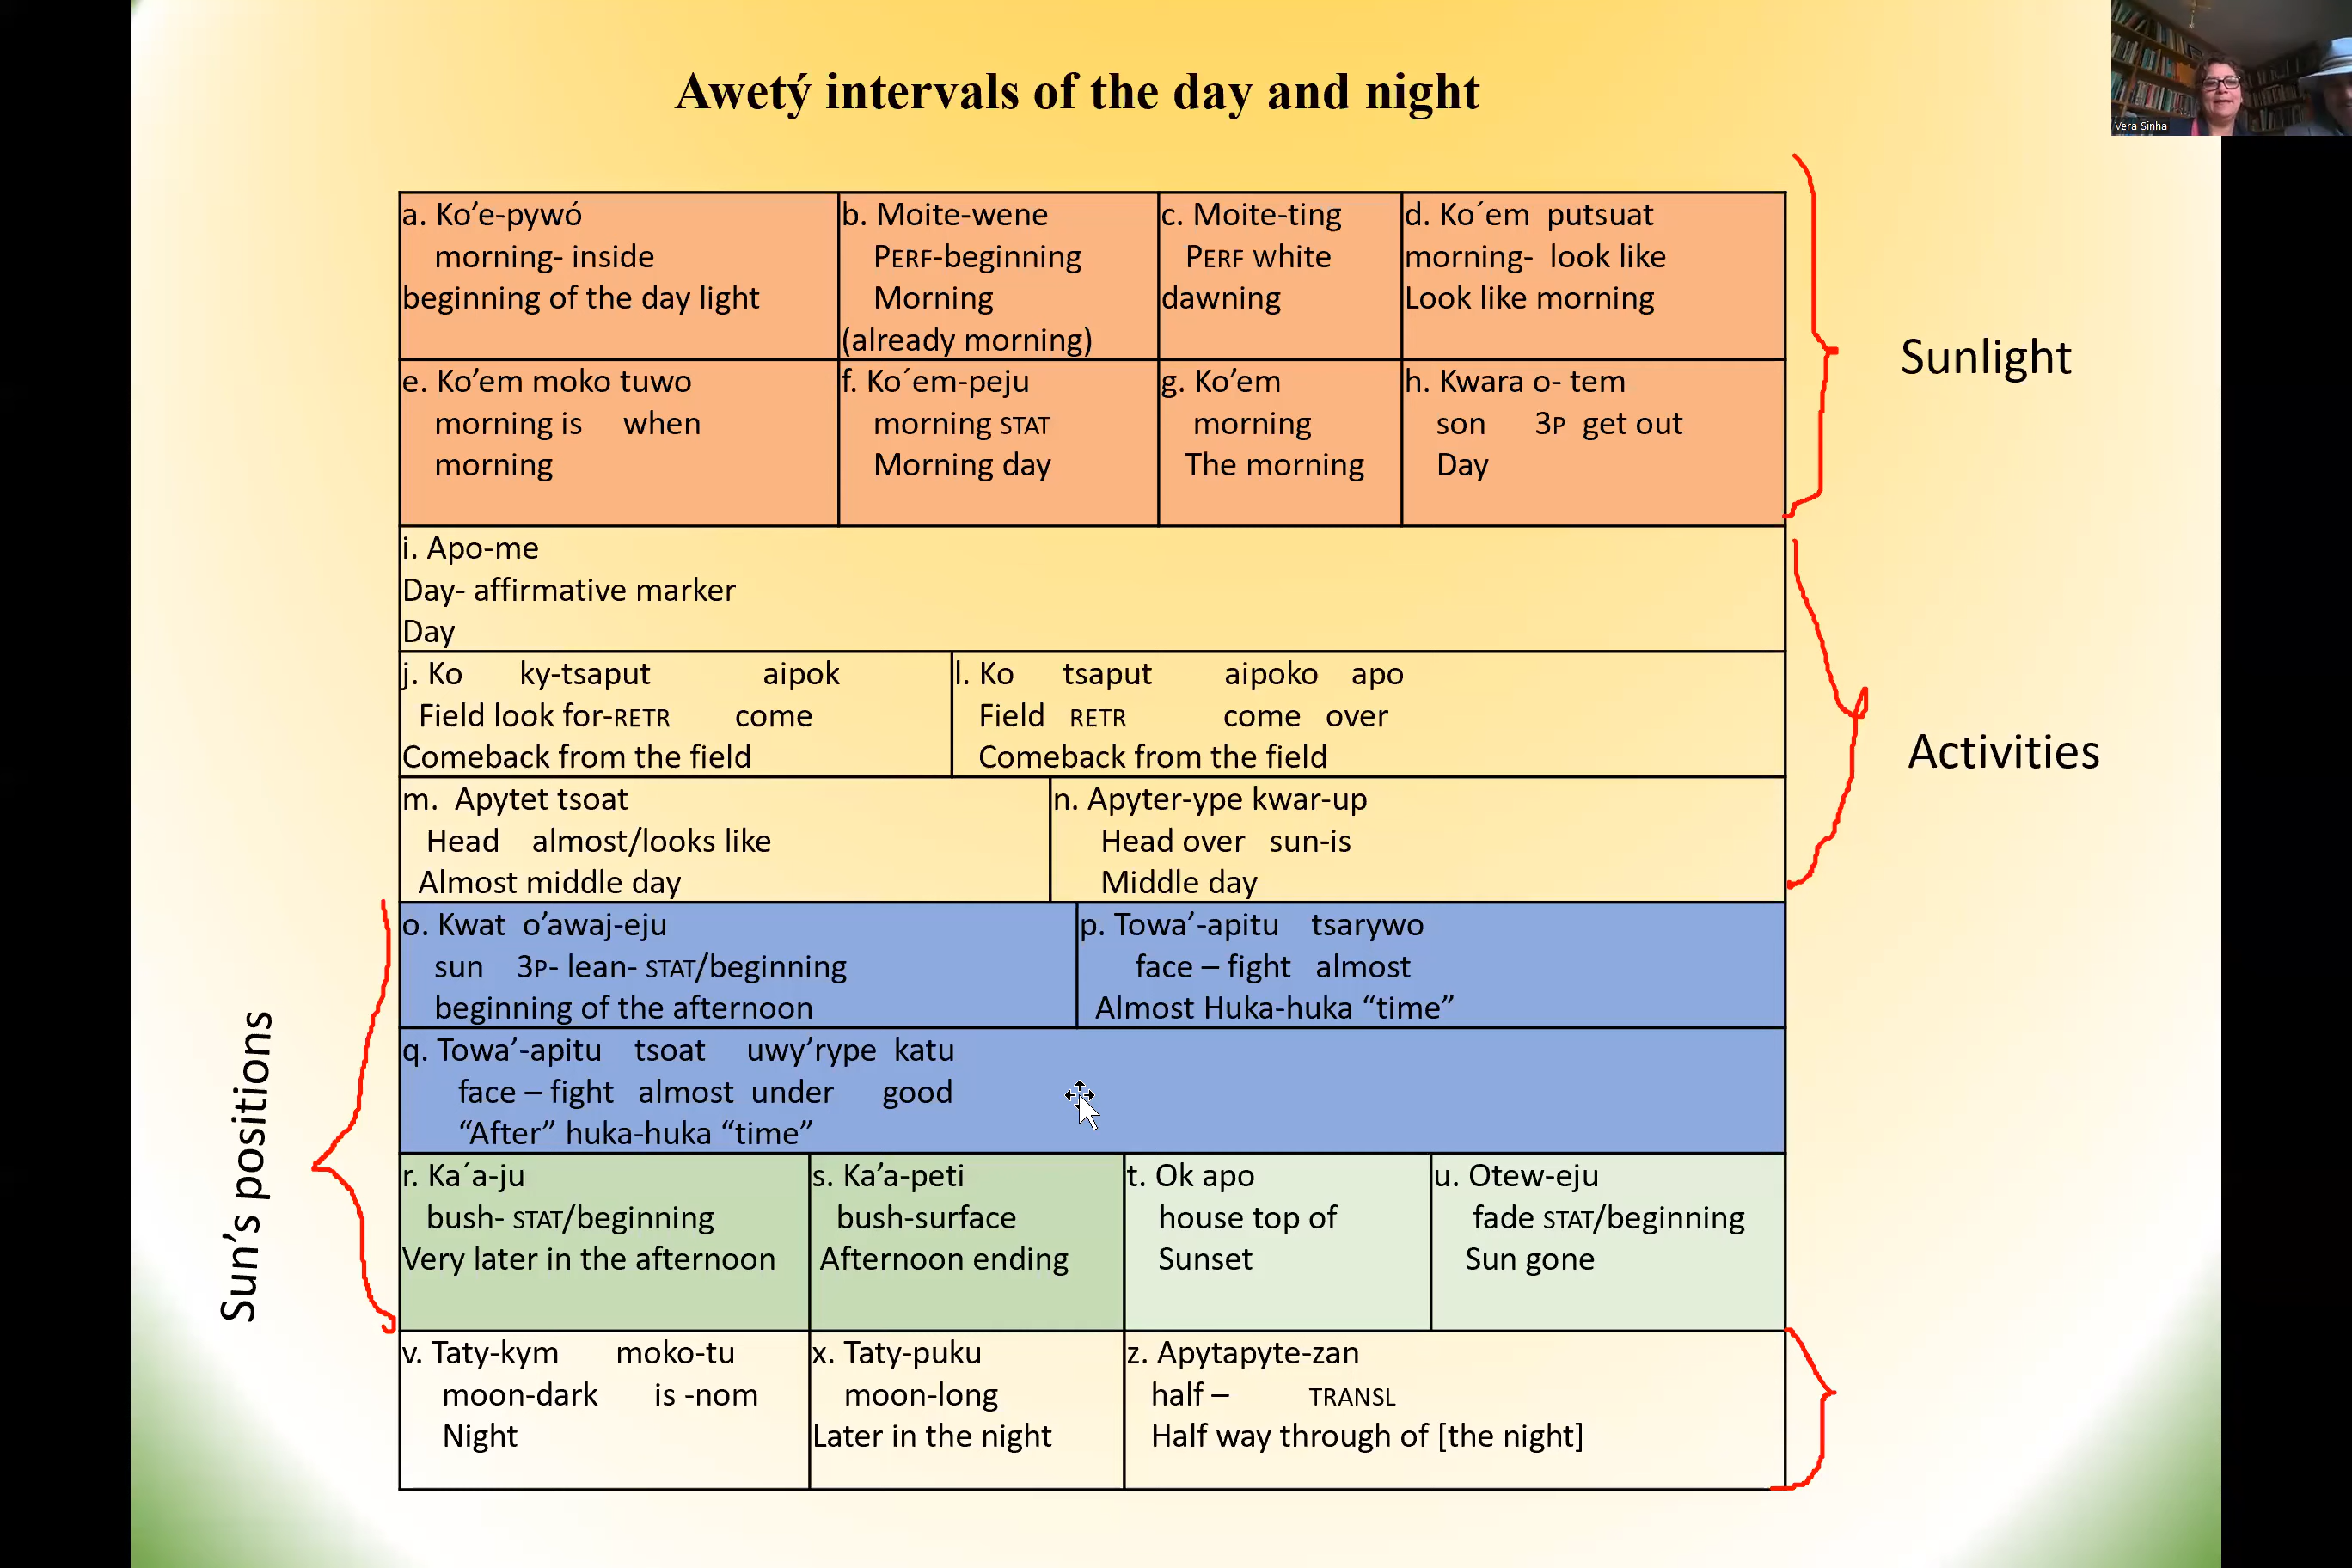 Awetý intervals of the day and night
Vera Sinha
a. Ko’e-pywó
morning- inside
beginning of the day light
b. Moite-wene
PERF-beginning
Morning
(already morning)
c. Moite-ting
PERF white
dawning
d. Ko´em putsuat
morning- look like
Look like morning
e. Ko’em moko tuwo
morning is when
morning
f. Ko´em-peju
morning STAT
Morning day
g. Ko’em
morning
The morning
h. Kwara o- tem
son 3P get out
Day
Sunlight
i. Apo-me
Day- affirmative marker
Day
j. Ko ky-tsaput aipok
Field look for-RETR come
Comeback from the field
l. Ko tsaput aipoko apo
Field RETR come over
Comeback from the field
m. Apytet tsoat
Head almost/looks like
Almost middle day
n. Apyter-ype kwar-up
Head over sun-is
Middle day
Activities
o. Kwat o’awaj-eju
sun 3P- lean- STAT/beginning
beginning of the afternoon
p. Towa’-apitu tsarywo
face – fight almost
Almost Huka-huka “time”
q. Towa’-apitu tsoat uwy’rype katu
face – fight almost under good
“After” huka-huka “time”
r. Ka´a-ju
bush- STAT/beginning
Very later in the afternoon
s. Ka’a-peti
bush-surface
Afternoon ending
t. Ok apo
house top of
Sunset
u. Otew-eju
fade STAT/beginning
Sun gone
Sun’s positions
v. Taty-kym moko-tu
moon-dark is -nom
Night
x. Taty-puku
moon-long
Later in the night
z. Apytapyte-zan
half – TRANSL
Half way through of [the night]